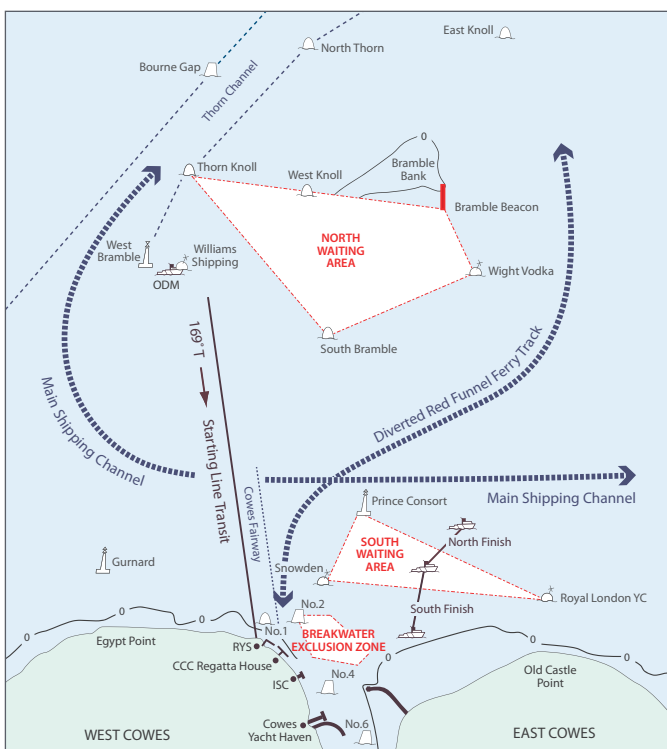 East Knoll
North Thorn
Bourne Gap
Thorn Channel
0
Thorn Knoll
West Knoll
Bramble
Bank
Bramble Beacon
West
Bramble
Williams
Shipping
ODM
NORTH
WAITING
AREA
Wight Vodka
South Bramble
169° T
Starting Line Transit
Main Shipping Channel
Diverted Red Funnel Ferry Track
Cowes Fairway
Main Shipping Channel
Prince Consort
North Finish
SOUTH
WAITING
AREA
Gurnard
Snowden
Royal London YC
South Finish
0
0
0
No.1
No.2
BREAKWATER
EXCLUSION ZONE
0
0
Egypt Point
RYS
CCC Regatta House
ISC
No.4
Old Castle
Point
Cowes
Yacht Haven
No.6
WEST COWES
EAST COWES